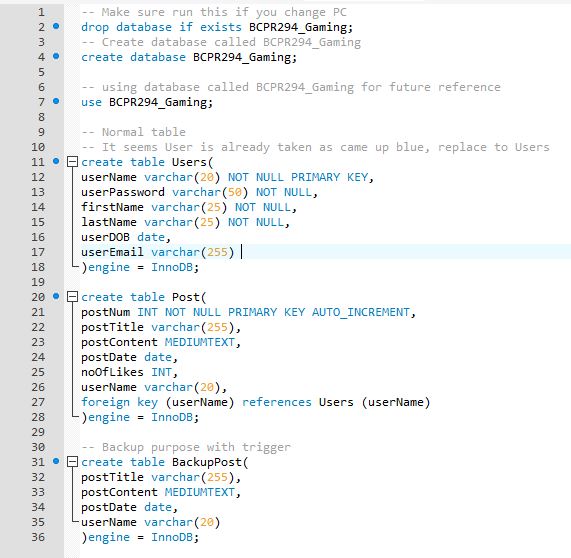 1 -- Make sure run this if you change PC
2 drop database if exists BCPR294_Gaming;
3 -- Create database called BCPR294_Gaming
4 create database BCPR294_Gaming;
5
6 -- using database called BCPR294_Gaming for future reference
7 use BCPR294_Gaming;
8
9 -- Normal table
10 -- It seems User is already taken as came up blue, replace to Users
11 create table Users(
12 userName varchar(20) NOT NULL PRIMARY KEY,
13 userPassword varchar(50) NOT NULL,
14 firstName varchar(25) NOT NULL,
15 lastName varchar(25) NOT NULL,
16 userDOB date,
17 userEmail varchar(255)
18 )engine = InnoDB;
19
20 create table Post(
21 postNum INT NOT NULL PRIMARY KEY AUTO_INCREMENT,
22 postTitle varchar(255),
23 postContent MEDIUMTEXT,
24 postDate date,
25 noOfLikes INT,
26 userName varchar(20),
27 foreign key (userName) references Users (userName)
28 )engine = InnoDB;
29
30 -- Backup purpose with trigger
31 create table BackupPost(
32 postTitle varchar(255),
33 postContent MEDIUMTEXT,
34 postDate date,
35 userName varchar(20)
36 )engine = InnoDB;